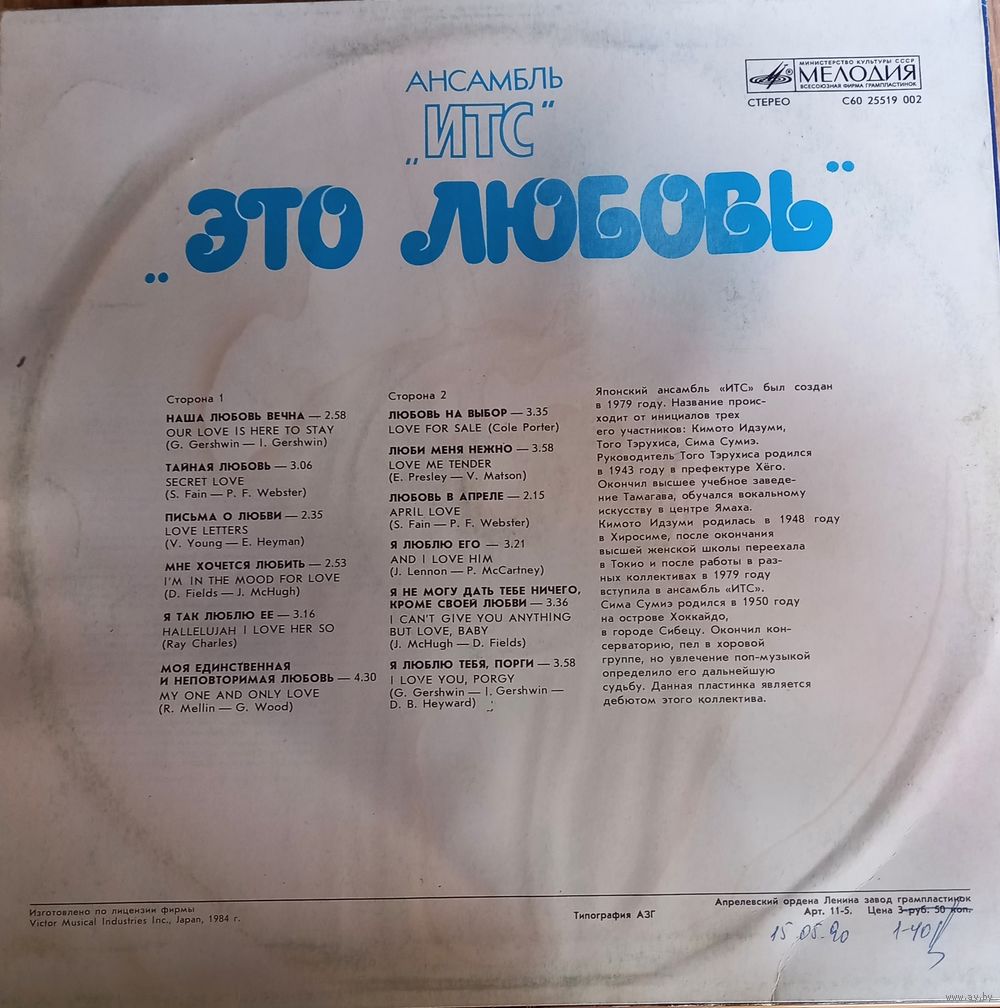 АНСАМБЛЬ
„ИТС“
„ЭТО ЛЮБОВЬ“
МИНИСТЕРСТВО КУЛЬТУРЫ СССР
МЕЛОДИЯ
ВСЕСОЮЗНАЯ ФИРМА ГРАМПЛАСТИНОК
СТЕРЕО С60 25519 002
Сторона 1
НАША ЛЮБОВЬ ВЕЧНА — 2.58
OUR LOVE IS HERE TO STAY
(G. Gershwin — I. Gershwin)
ТАЙНАЯ ЛЮБОВЬ — 3.06
SECRET LOVE
(S. Fain — P. F. Webster)
ПИСЬМА О ЛЮБВИ — 2.35
LOVE LETTERS
(V. Young — E. Heyman)
МНЕ ХОЧЕТСЯ ЛЮБИТЬ — 2.53
I'M IN THE MOOD FOR LOVE
(D. Fields — J. McHugh)
Я ТАК ЛЮБЛЮ ЕЕ — 3.16
HALLELUJAH I LOVE HER SO
(Ray Charles)
МОЯ ЕДИНСТВЕННАЯ
И НЕПОВТОРИМАЯ ЛЮБОВЬ — 4.30
MY ONE AND ONLY LOVE
(R. Mellin — G. Wood)
Сторона 2
ЛЮБОВЬ НА ВЫБОР — 3.35
LOVE FOR SALE (Cole Porter)
ЛЮБИ МЕНЯ НЕЖНО — 3.58
LOVE ME TENDER
(E. Presley — V. Matson)
ЛЮБОВЬ В АПРЕЛЕ — 2.15
APRIL LOVE
(S. Fain — P. F. Webster)
Я ЛЮБЛЮ ЕГО — 3.21
AND I LOVE HIM
(J. Lennon — P. McCartney)
Я НЕ МОГУ ДАТЬ ТЕБЕ НИЧЕГО,
КРОМЕ СВОЕЙ ЛЮБВИ — 3.36
I CAN'T GIVE YOU ANYTHING
BUT LOVE, BABY
(J. McHugh — D. Fields)
Я ЛЮБЛЮ ТЕБЯ, ПОРГИ — 3.58
I LOVE YOU, PORGY
(G. Gershwin — I. Gershwin —
D. B. Heyward)
Японский ансамбль «ИТС» был создан
в 1979 году. Название проис-
ходит от инициалов трех
его участников: Кимото Идзуми,
Того Тэрухиса, Сима Сумиэ.
Руководитель Того Тэрухиса родился
в 1943 году в префектуре Хёго.
Окончил высшее учебное заведе-
ние Тамагава, обучался вокальному
искусству в центре Ямаха.
Кимото Идзуми родилась в 1948 году
в Хиросиме, после окончания
высшей женской школы переехала
в Токио и после работы в раз-
ных коллективах в 1979 году
вступила в ансамбль «ИТС».
Сима Сумиэ родился в 1950 году
на острове Хоккайдо,
в городе Сибецу. Окончил кон-
серваторию, пел в хоровой
группе, но увлечение поп-музыкой
определило его дальнейшую
судьбу. Данная пластинка является
дебютом этого коллектива.
Изготовлено по лицензии фирмы
Victor Musical Industries Inc., Japan, 1984 г.
Типография АЗГ
Апрелевский ордена Ленина завод грампластинок
Арт. 11-5. Цена 3 руб. 50 коп.
15.05.90 1-40
www.ay.by